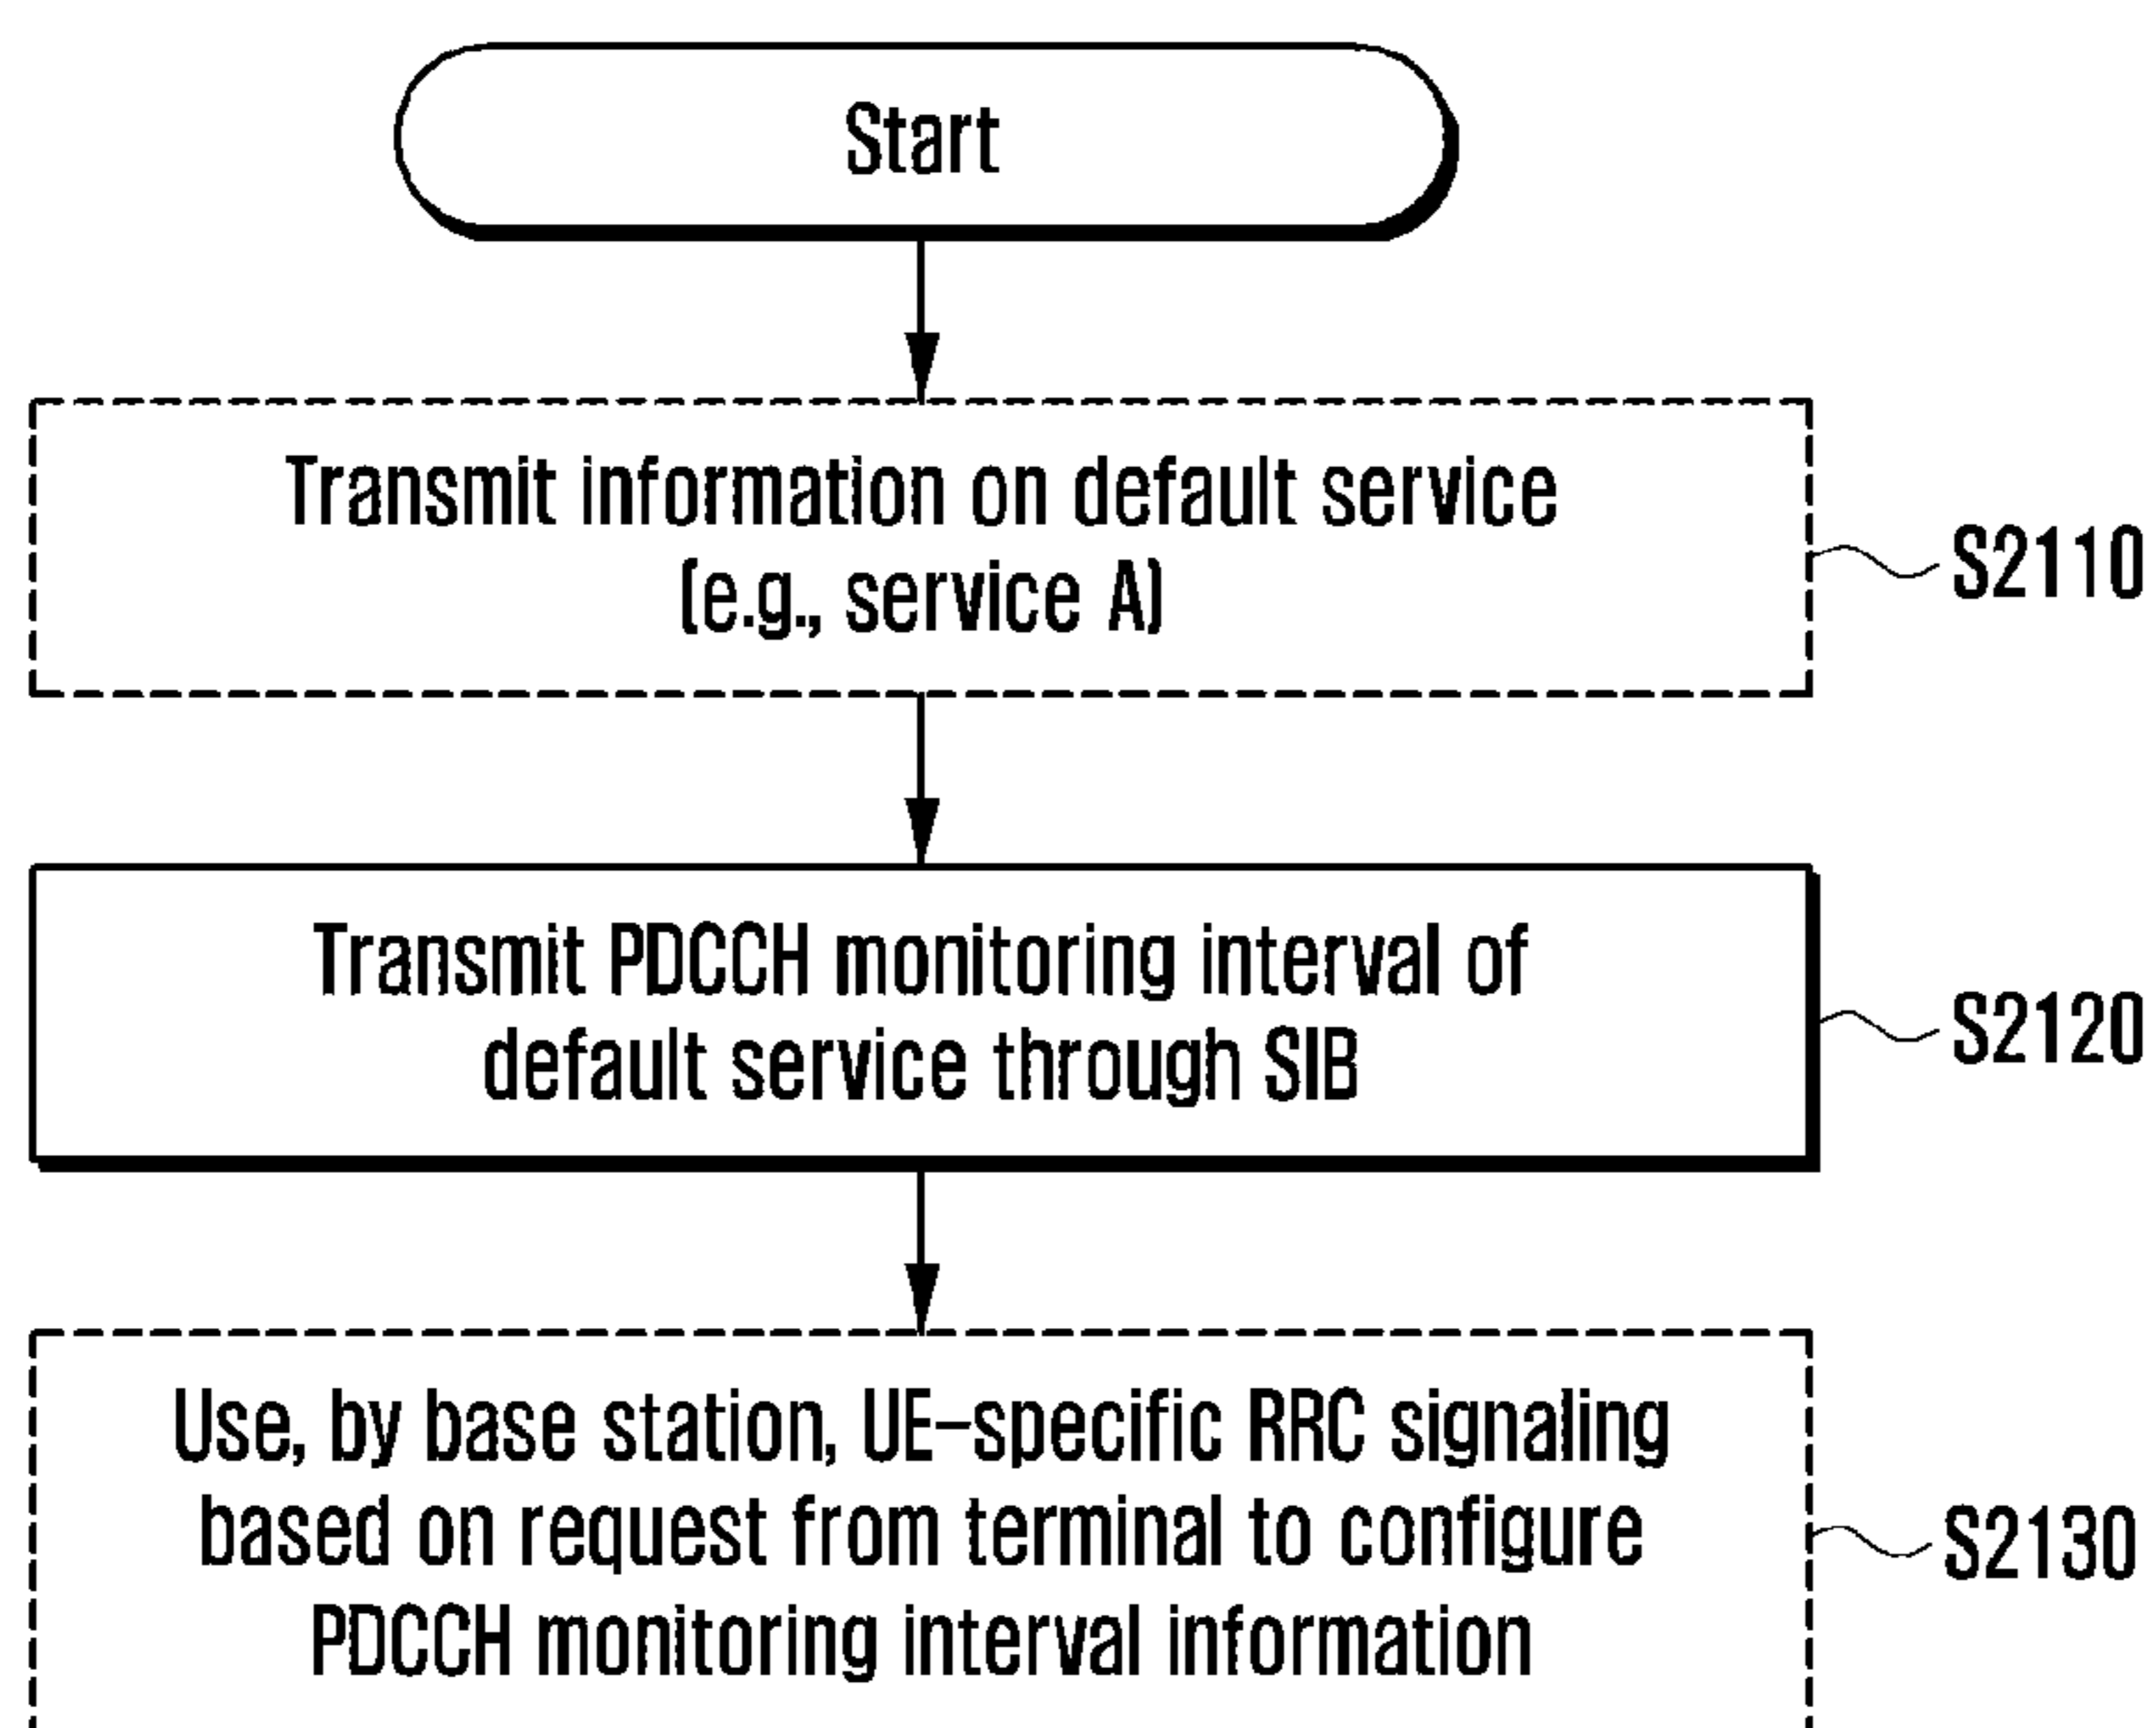 Start
Transmit information on default service
(e.g., service A)
S2110
Transmit PDCCH monitoring interval of
default service through SIB
S2120
Use, by base station, UE-specific RRC signaling
based on request from terminal to configure
PDCCH monitoring interval information
S2130